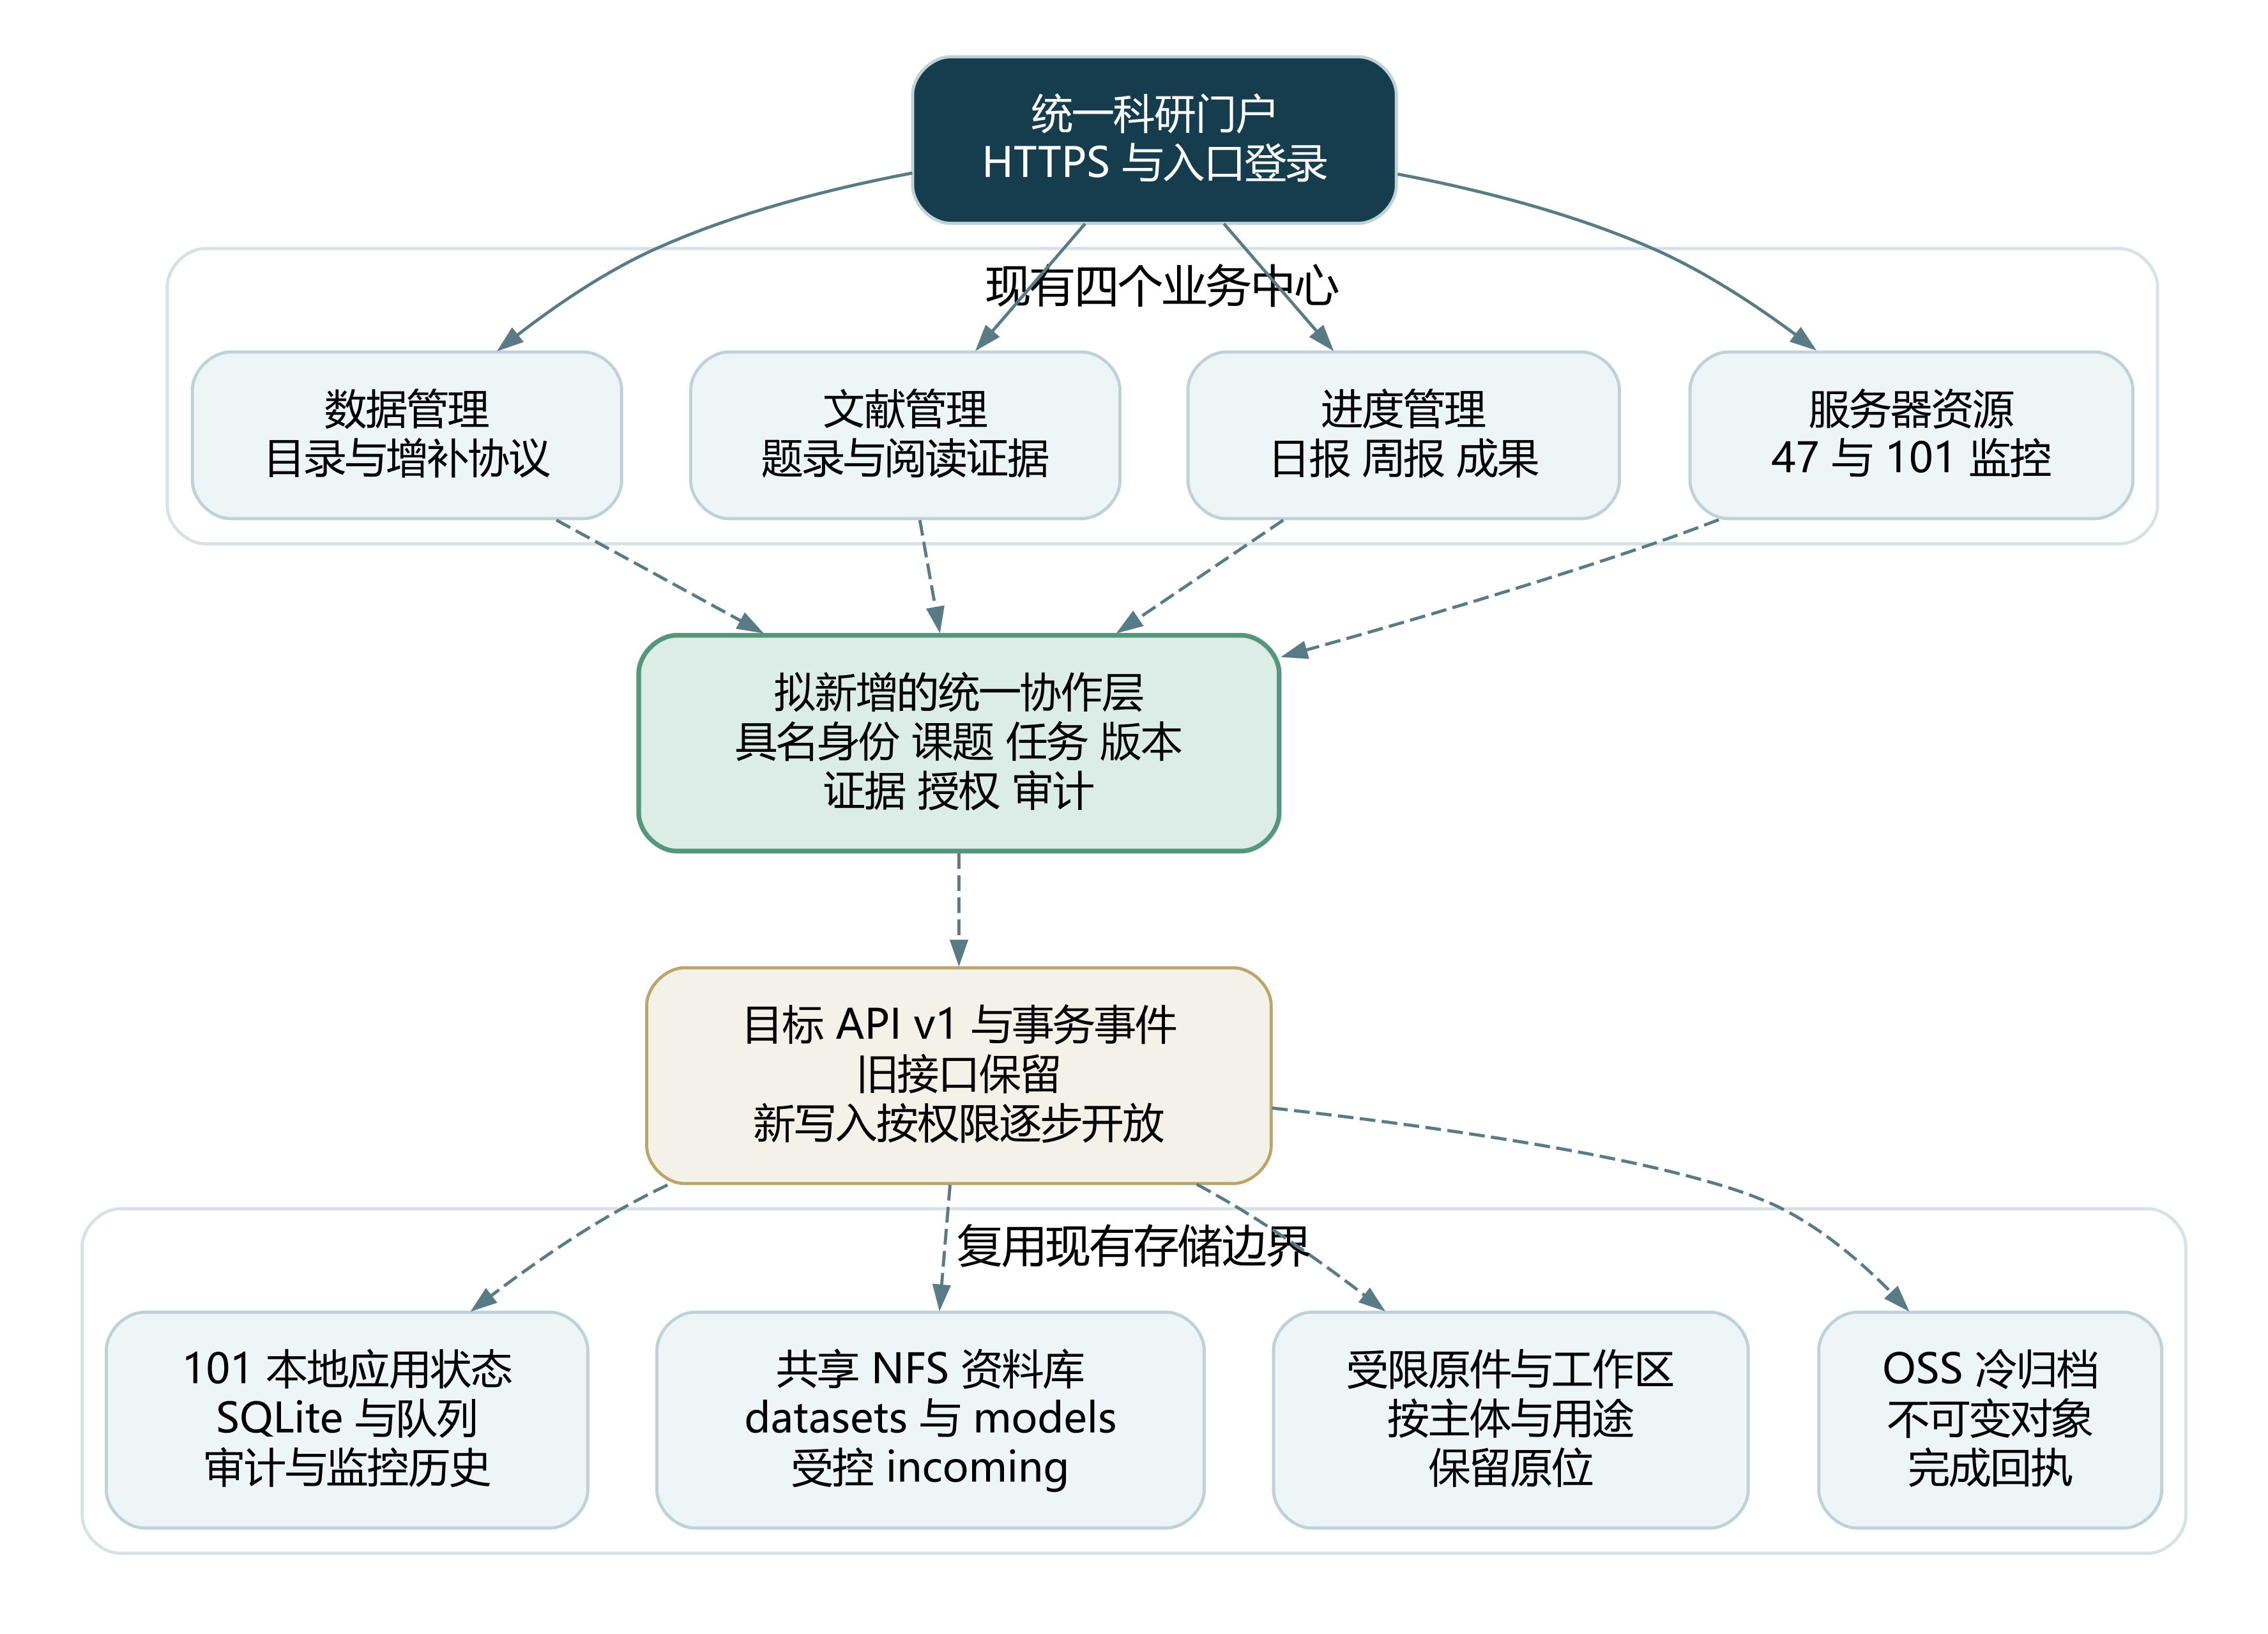 统一科研门户
HTTPS 与入口登录
现有四个业务中心
数据管理
目录与增补协议
文献管理
题录与阅读证据
进度管理
日报 周报 成果
服务器资源
47 与 101 监控
拟新增的统一协作层
具名身份 课题 任务 版本
证据 授权 审计
目标 API v1 与事务事件
旧接口保留
新写入按权限逐步开放
复用现有存储边界
101 本地应用状态
SQLite 与队列
审计与监控历史
共享 NFS 资料库
datasets 与 models
受控 incoming
受限原件与工作区
按主体与用途
保留原位
OSS 冷归档
不可变对象
完成回执